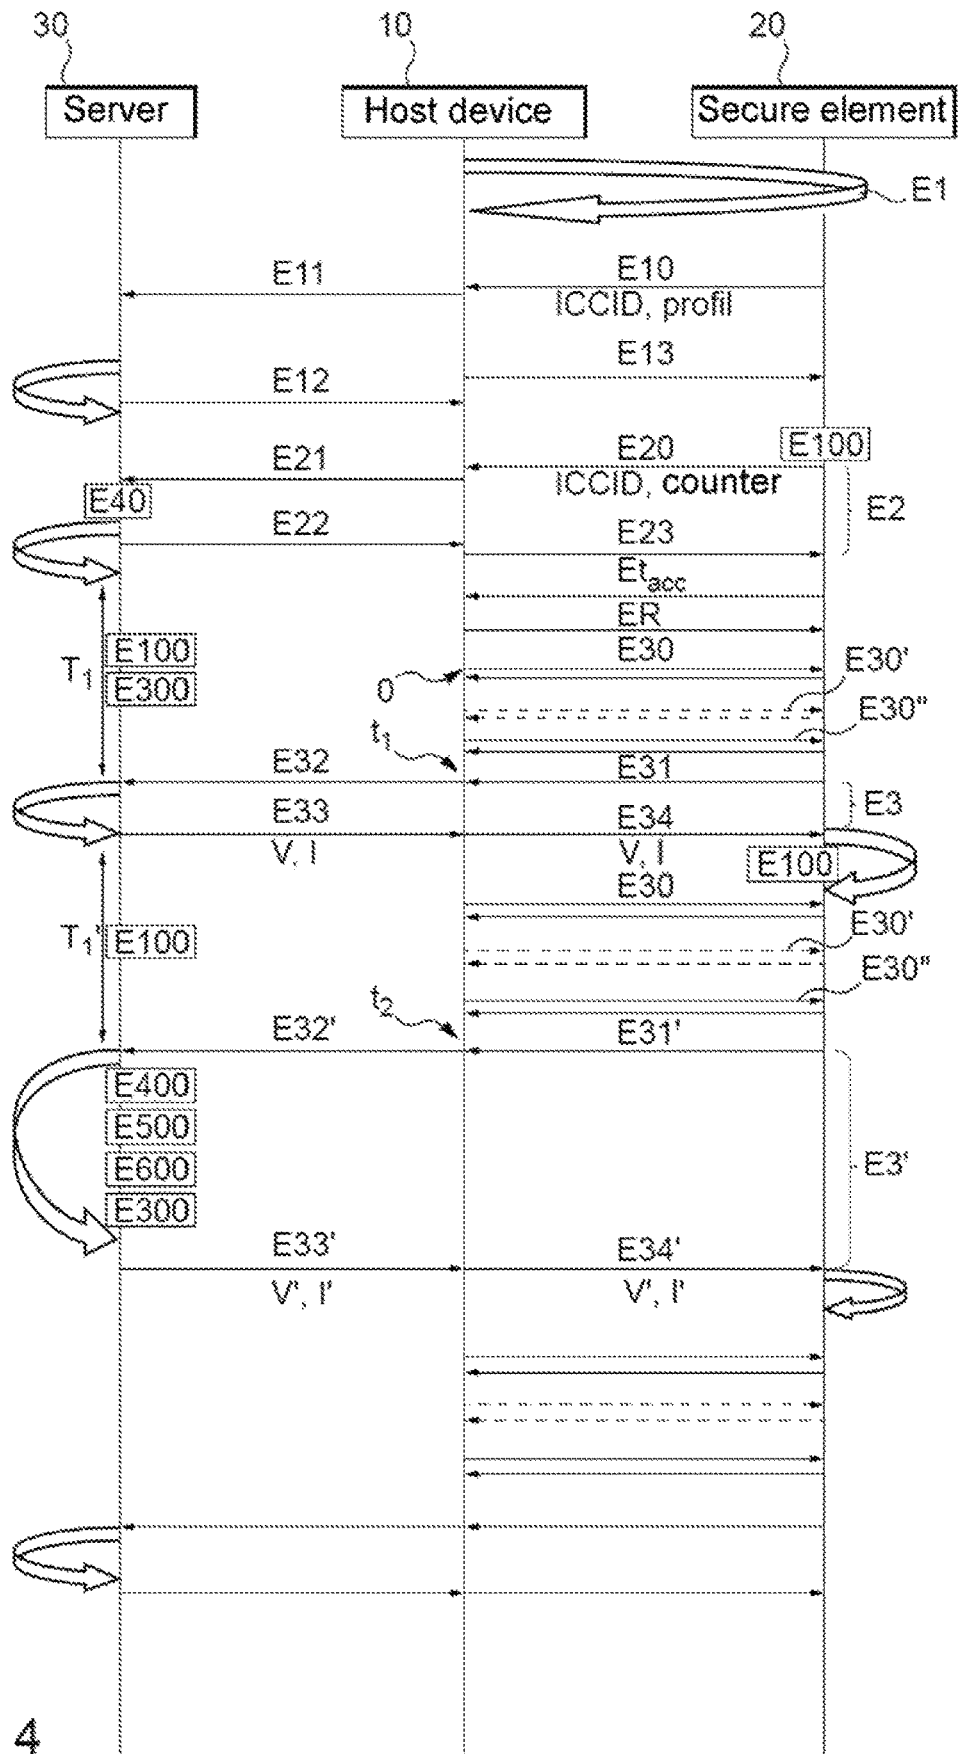 30 10 20
Server Host device Secure element
E1
E11 E10
ICCID, profil
E12 E13
E100
E21 E20
ICCID, counter
E40 E2
E22 E23
Etacc
ER
E100 E30
T1 E300 0 E30'
E30"
t1
E32 E31
E3
E33 E34
V, I V, I
E100
E30
T1' E100 E30'
E30"
t2
E32' E31'
E400
E500
E600 E3'
E300
E33' E34'
V', I' V', I'
4